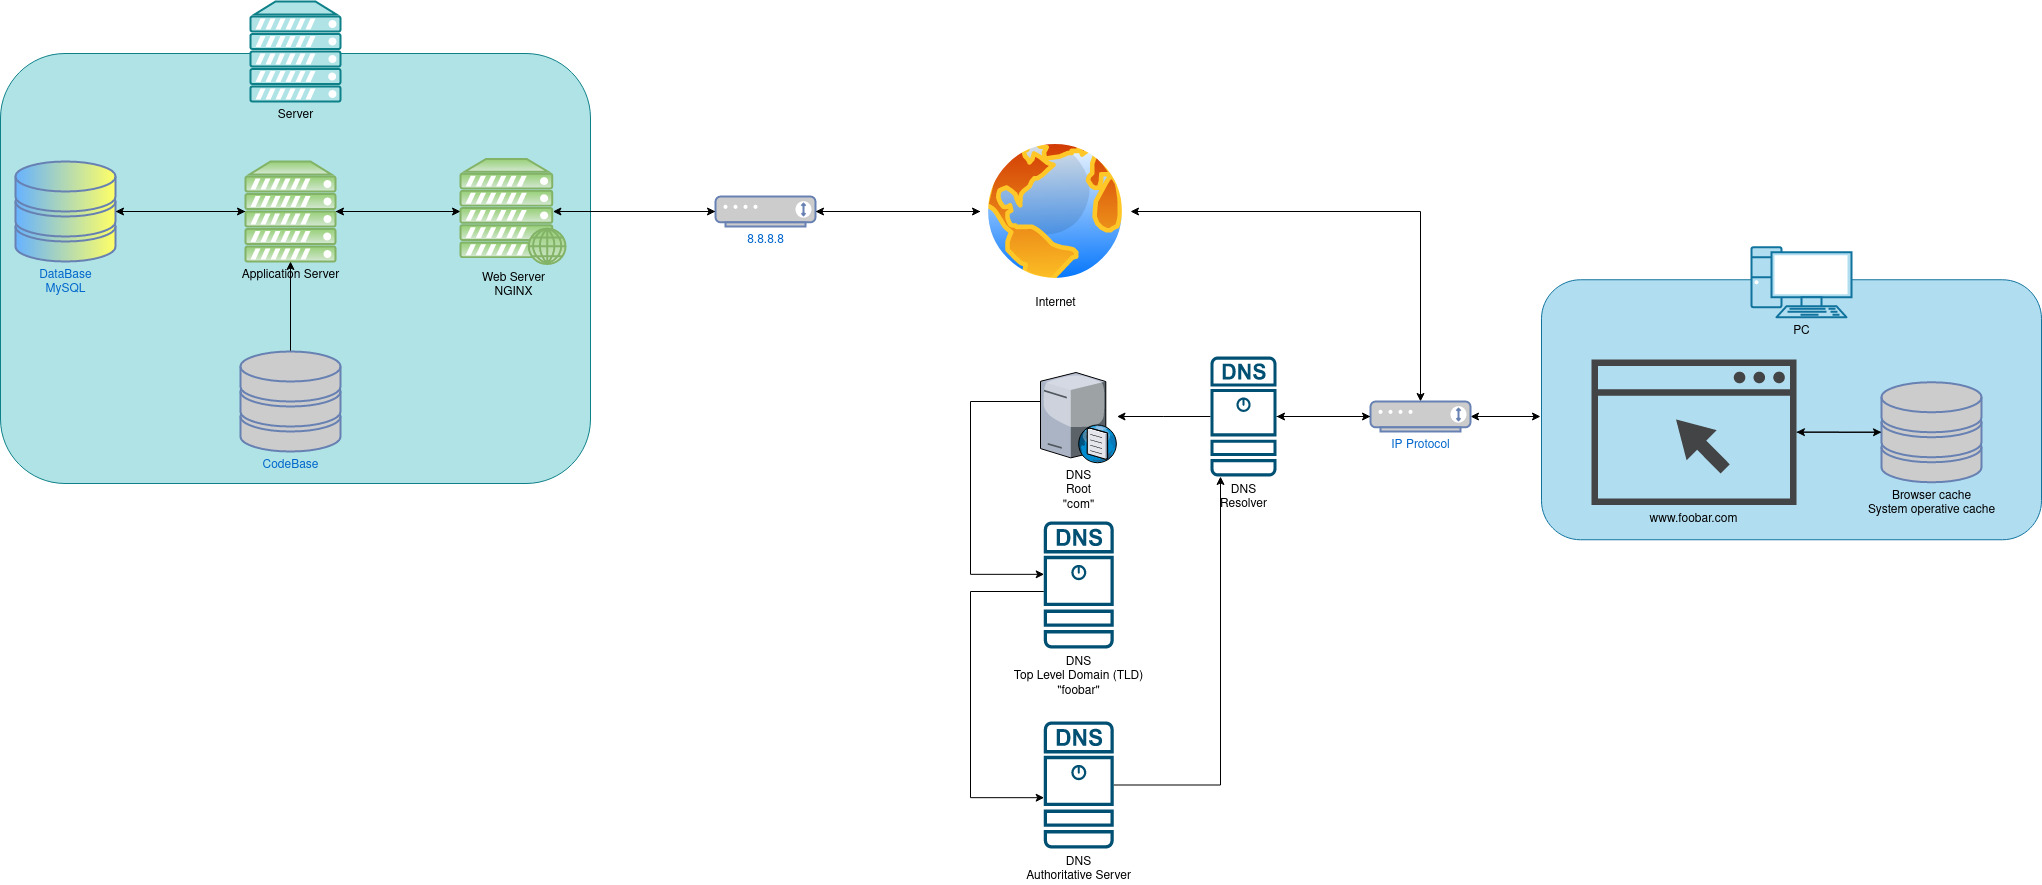 Server
DataBase
MySQL
Application Server
Web Server
NGINX
CodeBase
8.8.8.8
Internet
PC
www.foobar.com
Browser cache
System operative cache
IP Protocol
DNS
DNS
Resolver
DNS
Root
"com"
DNS
DNS
Top Level Domain (TLD)
"foobar"
DNS
DNS
Authoritative Server